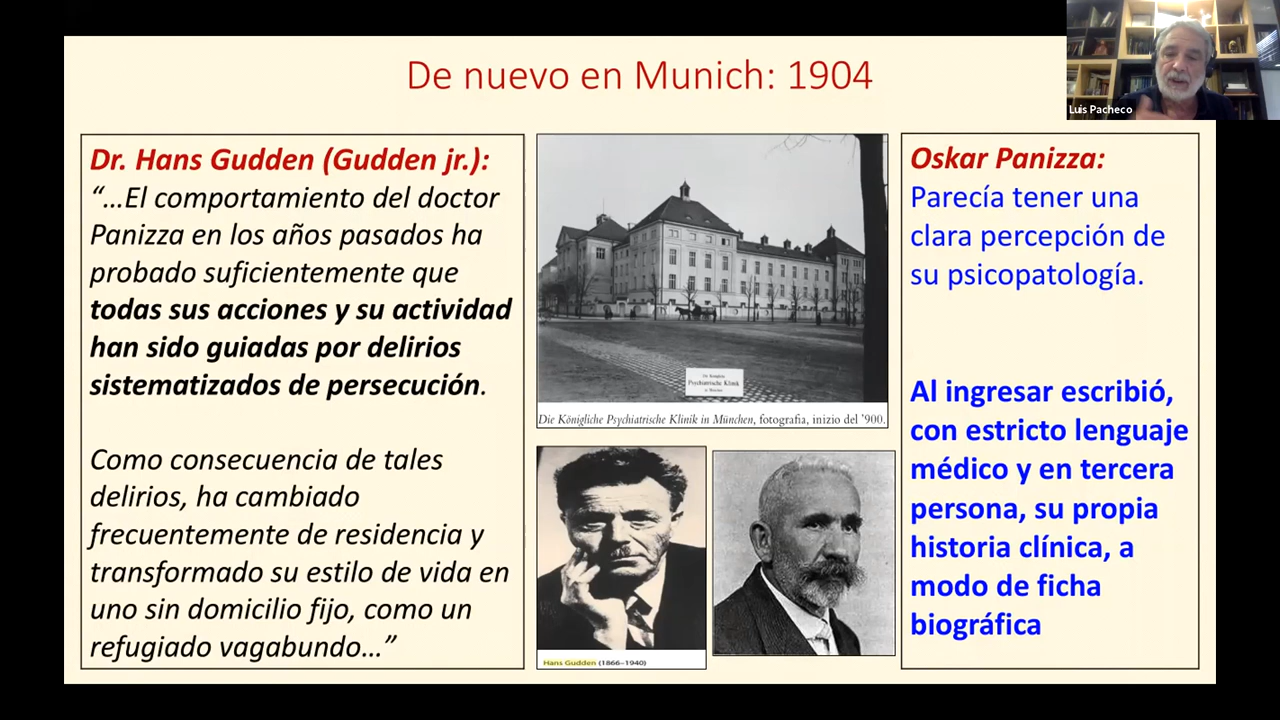 De nuevo en Munich: 1904
Luis Pacheco
Dr. Hans Gudden (Gudden jr.):
“...El comportamiento del doctor
Panizza en los años pasados ha
probado suficientemente que
todas sus acciones y su actividad
han sido guiadas por delirios
sistematizados de persecución.
Como consecuencia de tales
delirios, ha cambiado
frecuentemente de residencia y
transformado su estilo de vida en
uno sin domicilio fijo, como un
refugiado vagabundo...”
Psychiatrische Klinik
Die Königliche Psychiatrische Klinik in München, fotografia, inizio del '900.
Hans Gudden (1866–1940)
Oskar Panizza:
Parecía tener una
clara percepción de
su psicopatología.
Al ingresar escribió,
con estricto lenguaje
médico y en tercera
persona, su propia
historia clínica, a
modo de ficha
biográfica